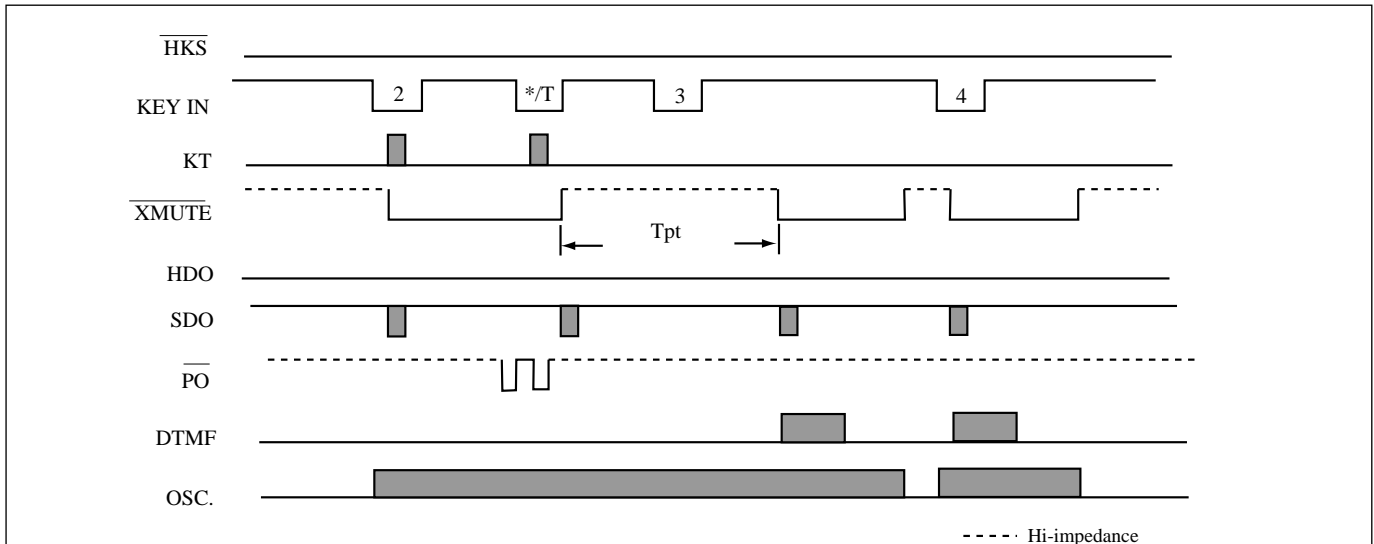 HKS
KEY IN
2
*/T
3
4
KT
XMUTE
Tpt
HDO
SDO
PO
DTMF
OSC.
Hi-impedance